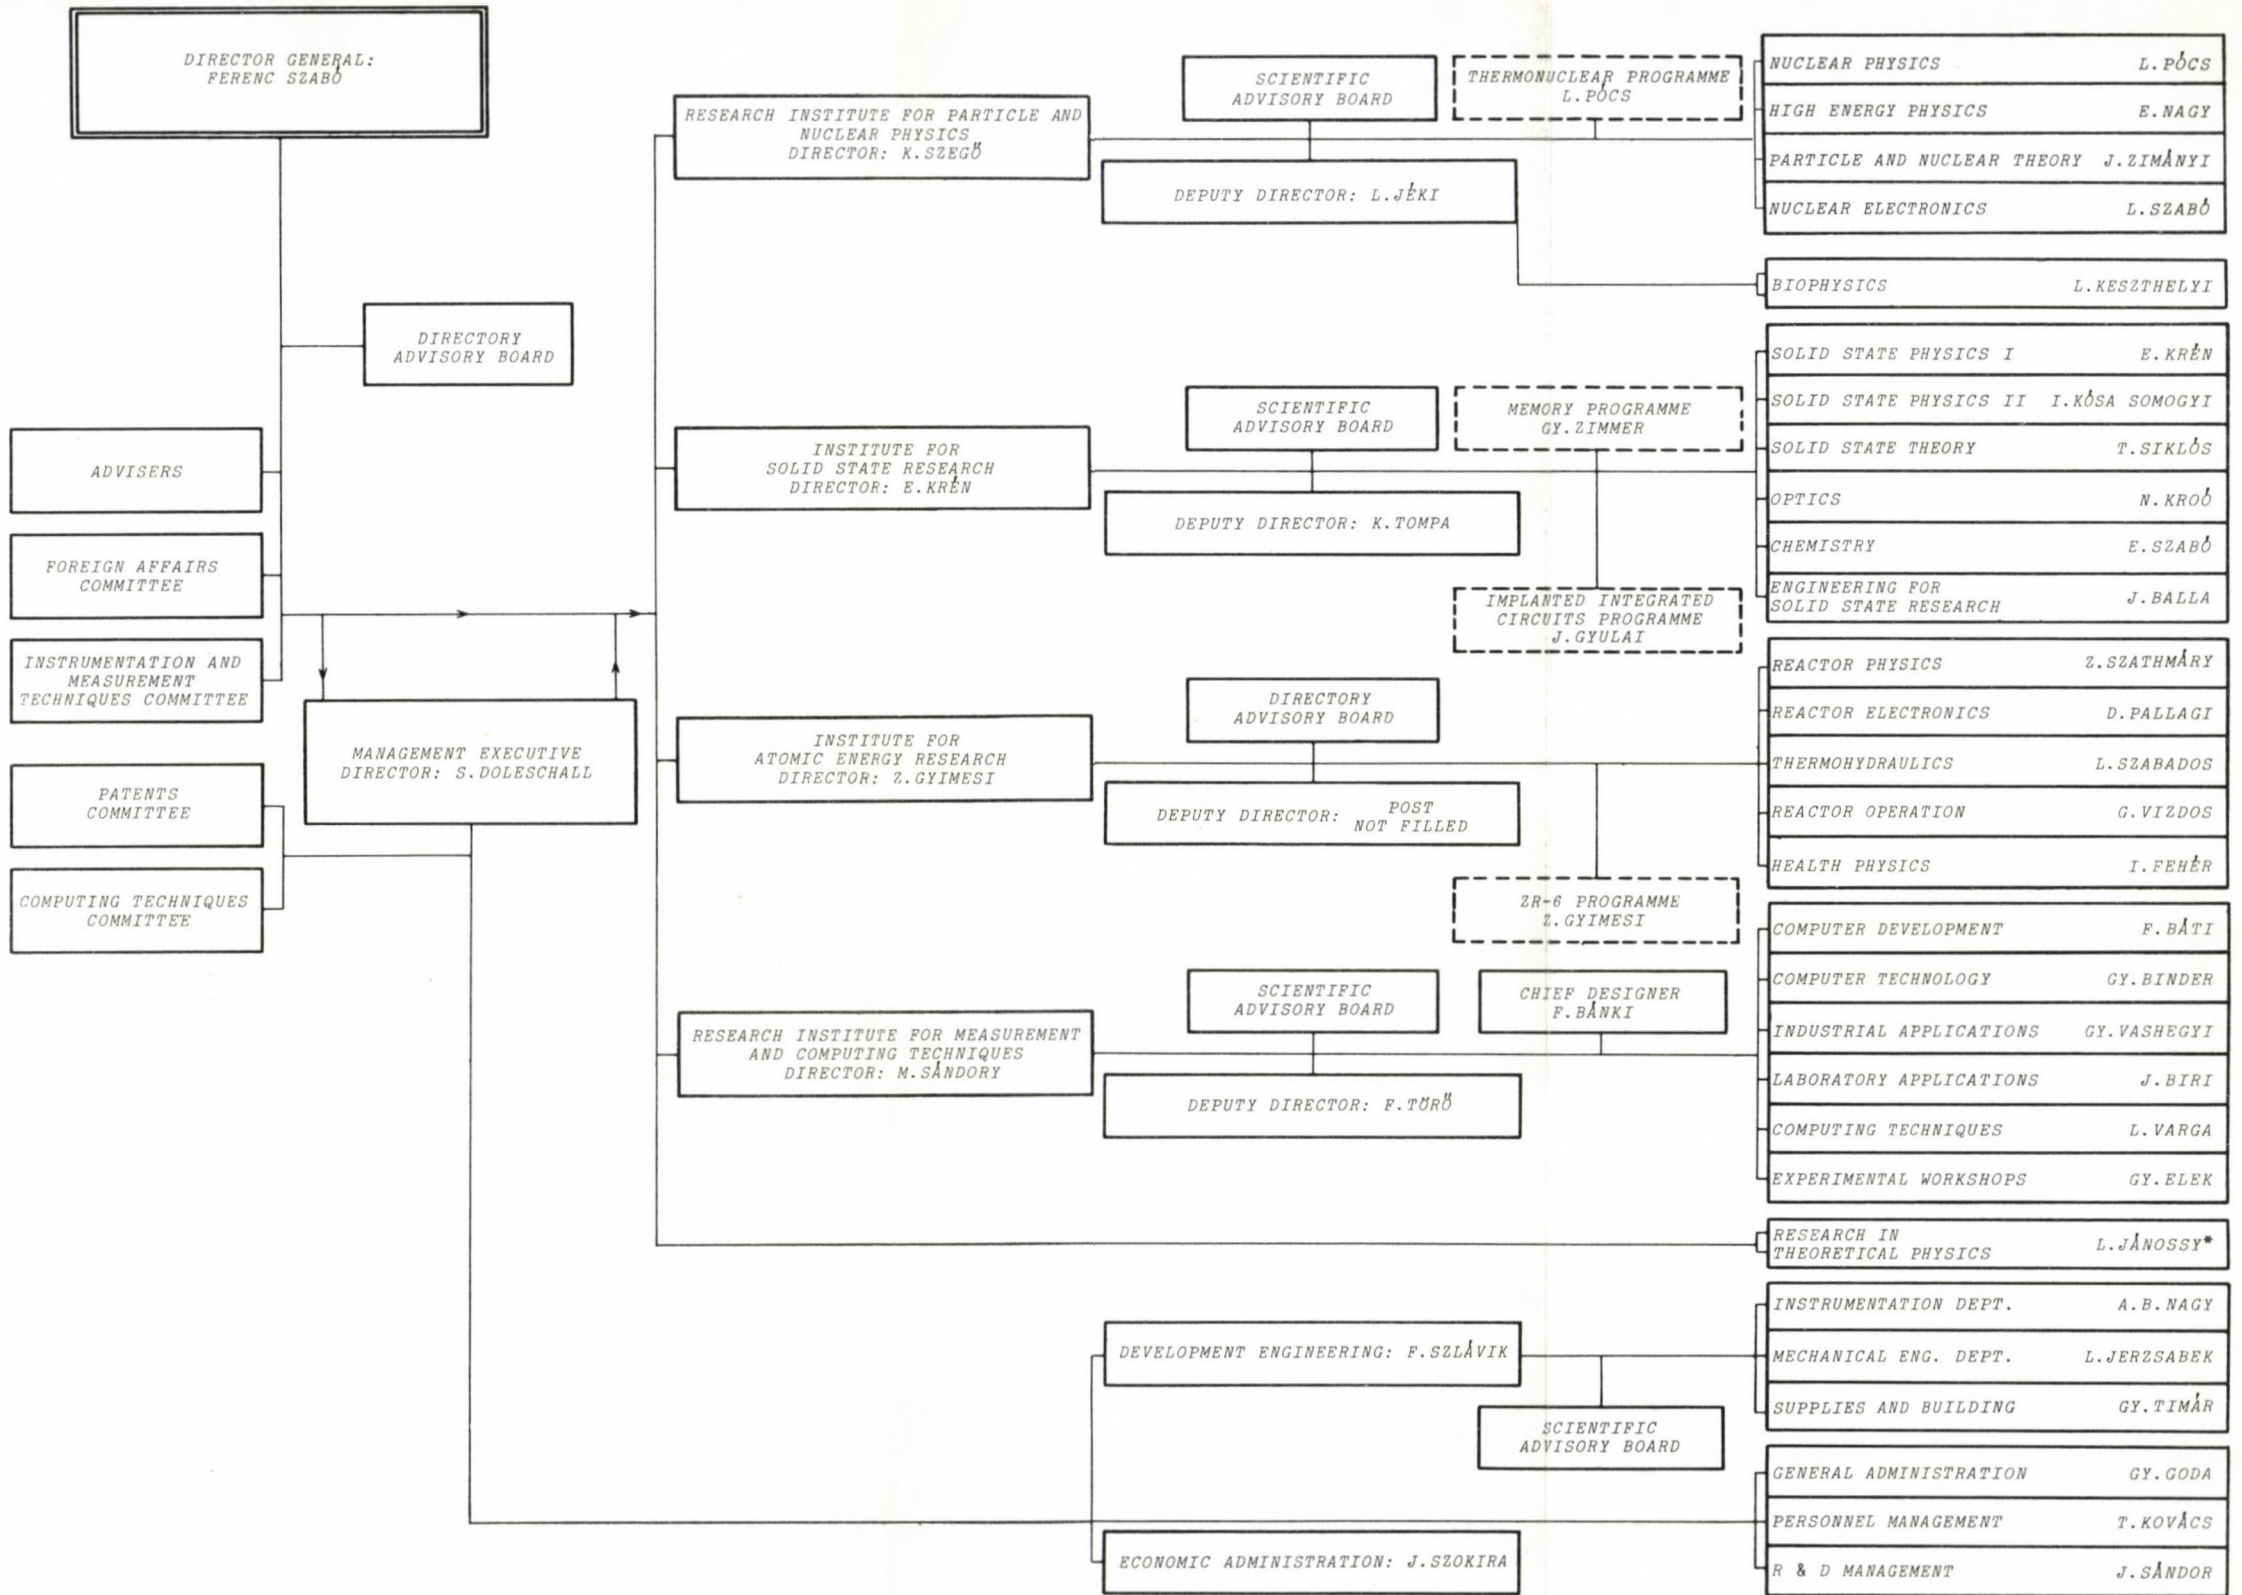 DIRECTOR GENERAL:
FERENC SZABÓ
DIRECTORY
ADVISORY BOARD
ADVISERS
FOREIGN AFFAIRS
COMMITTEE
INSTRUMENTATION AND
MEASUREMENT
TECHNIQUES COMMITTEE
MANAGEMENT EXECUTIVE
DIRECTOR: S.DOLESCHALL
PATENTS
COMMITTEE
COMPUTING TECHNIQUES
COMMITTEE
RESEARCH INSTITUTE FOR PARTICLE AND
NUCLEAR PHYSICS
DIRECTOR: K.SZEGŐ
SCIENTIFIC
ADVISORY BOARD
DEPUTY DIRECTOR: L.JÉKI
THERMONUCLEAR PROGRAMME
L.PÓCS
NUCLEAR PHYSICS L.PÓCS
HIGH ENERGY PHYSICS E.NAGY
PARTICLE AND NUCLEAR THEORY J.ZIMÁNYI
NUCLEAR ELECTRONICS L.SZABÓ
BIOPHYSICS L.KESZTHELYI
INSTITUTE FOR
SOLID STATE RESEARCH
DIRECTOR: E.KRÉN
SCIENTIFIC
ADVISORY BOARD
DEPUTY DIRECTOR: K.TOMPA
MEMORY PROGRAMME
GY.ZIMMER
IMPLANTED INTEGRATED
CIRCUITS PROGRAMME
J.GYULAI
SOLID STATE PHYSICS I E.KRÉN
SOLID STATE PHYSICS II I.KÓSA SOMOGYI
SOLID STATE THEORY T.SIKLÓS
OPTICS N.KROÓ
CHEMISTRY E.SZABÓ
ENGINEERING FOR
SOLID STATE RESEARCH J.BALLA
INSTITUTE FOR
ATOMIC ENERGY RESEARCH
DIRECTOR: Z.GYIMESI
DIRECTORY
ADVISORY BOARD
DEPUTY DIRECTOR: POST
NOT FILLED
ZR-6 PROGRAMME
Z.GYIMESI
REACTOR PHYSICS Z.SZATHMÁRY
REACTOR ELECTRONICS D.PALLAGI
THERMOHYDRAULICS L.SZABADOS
REACTOR OPERATION G.VIZDOS
HEALTH PHYSICS I.FEHÉR
RESEARCH INSTITUTE FOR MEASUREMENT
AND COMPUTING TECHNIQUES
DIRECTOR: M.SÁNDORY
SCIENTIFIC
ADVISORY BOARD
DEPUTY DIRECTOR: F.TÖRŐ
CHIEF DESIGNER
F.BÁNKI
COMPUTER DEVELOPMENT F.BÁTI
COMPUTER TECHNOLOGY GY.BINDER
INDUSTRIAL APPLICATIONS GY.VASHEGYI
LABORATORY APPLICATIONS J.BIRI
COMPUTING TECHNIQUES L.VARGA
EXPERIMENTAL WORKSHOPS GY.ELEK
RESEARCH IN
THEORETICAL PHYSICS L.JÁNOSSY*
DEVELOPMENT ENGINEERING: F.SZLÁVIK
SCIENTIFIC
ADVISORY BOARD
INSTRUMENTATION DEPT. A.B.NAGY
MECHANICAL ENG. DEPT. L.JERZSABEK
SUPPLIES AND BUILDING GY.TIMÁR
ECONOMIC ADMINISTRATION: J.SZOKIRA
GENERAL ADMINISTRATION GY.GODA
PERSONNEL MANAGEMENT T.KOVÁCS
R & D MANAGEMENT J.SÁNDOR